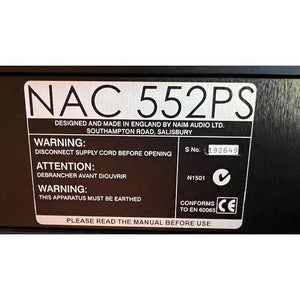 NAC 552PS
DESIGNED AND MADE IN ENGLAND BY NAIM AUDIO LTD.
SOUTHAMPTON ROAD, SALISBURY
WARNING:
DISCONNECT SUPPLY CORD BEFORE OPENING
ATTENTION:
DEBRANCHER AVANT D'OUVRIR
WARNING:
THIS APPARATUS MUST BE EARTHED
S No. 192649
N1501
CONFORMS
TO EN 60065
CE
PLEASE READ THE MANUAL BEFORE USE